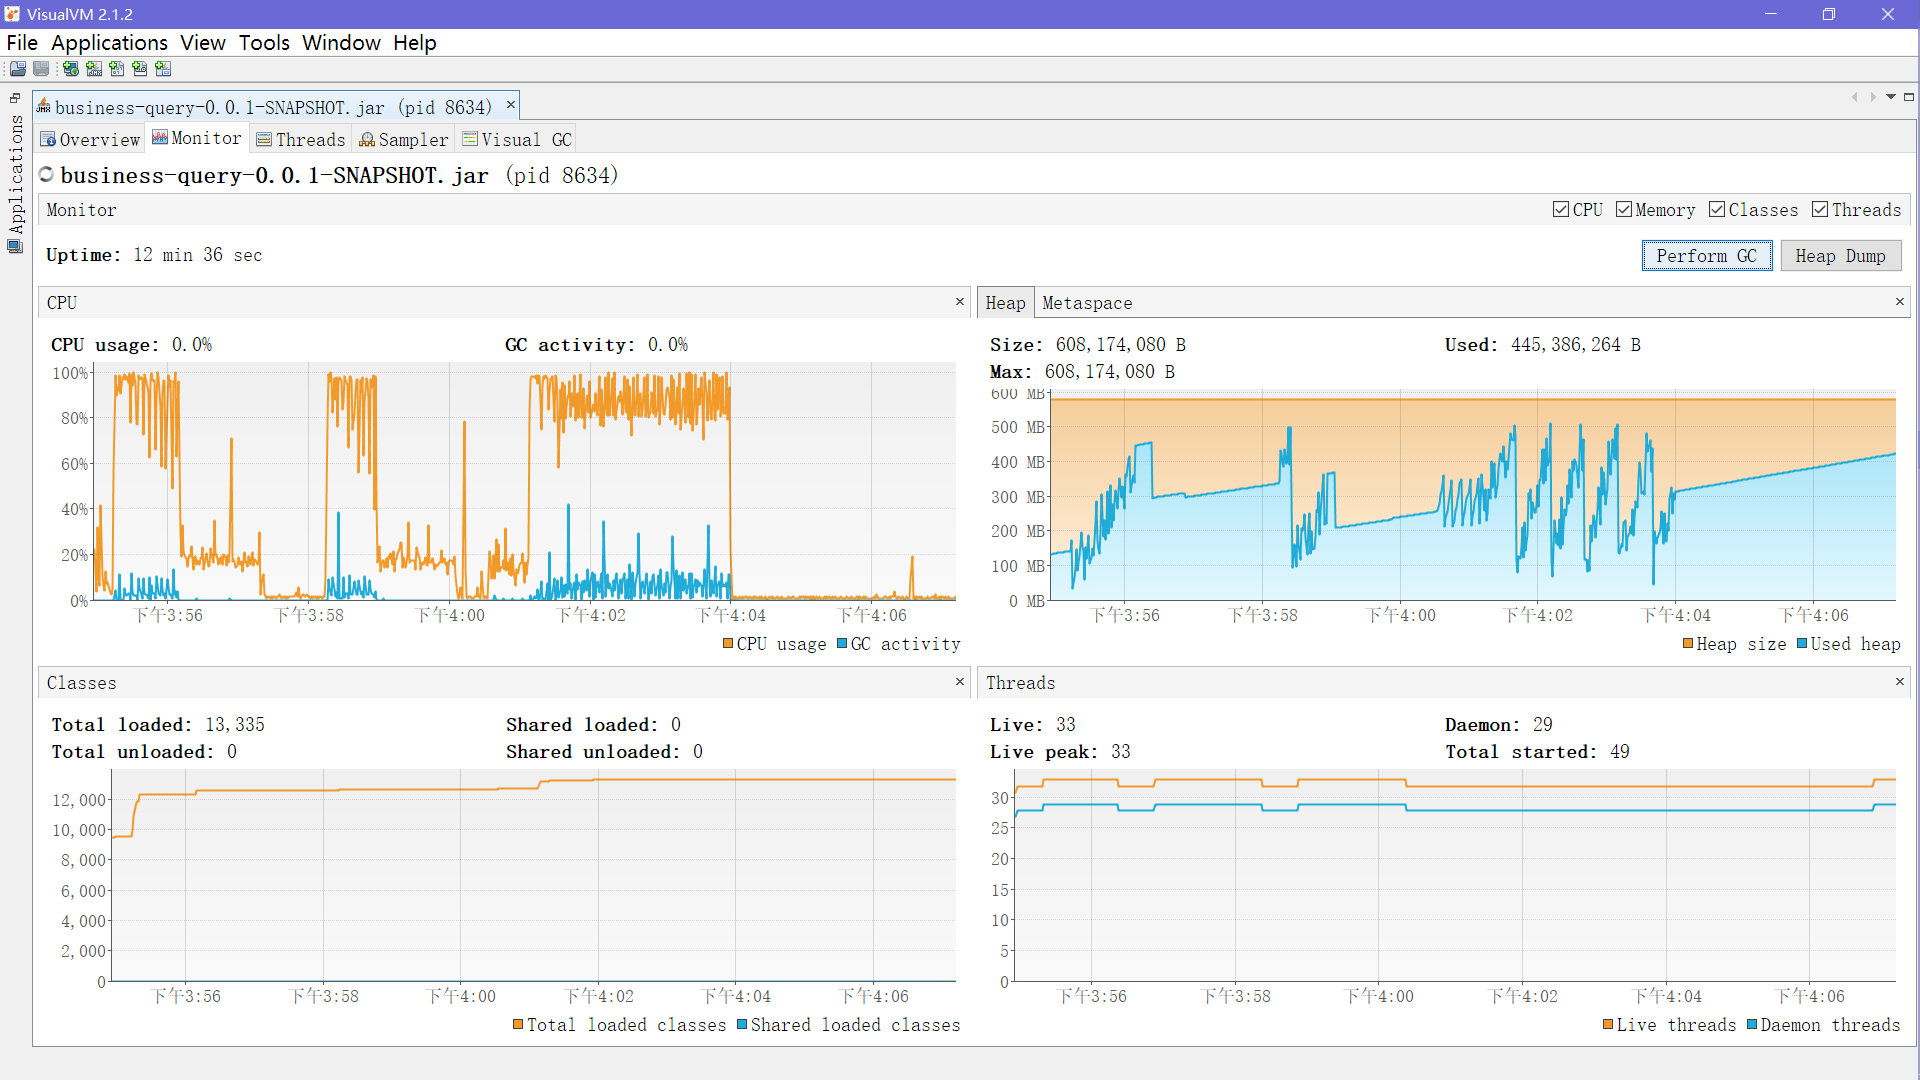 VisualVM 2.1.2
File Applications View Tools Window Help
Applications
business-query-0.0.1-SNAPSHOT.jar (pid 8634)
Overview Monitor Threads Sampler Visual GC
business-query-0.0.1-SNAPSHOT.jar (pid 8634)
Monitor CPU Memory Classes Threads
Uptime: 12 min 36 sec
Perform GC Heap Dump
CPU
CPU usage: 0.0% GC activity: 0.0%
100%
80%
60%
40%
20%
0%
下午3:56 下午3:58 下午4:00 下午4:02 下午4:04 下午4:06
CPU usage GC activity
Heap Metaspace
Size: 608,174,080 B Used: 445,386,264 B
Max: 608,174,080 B
600 MB
500 MB
400 MB
300 MB
200 MB
100 MB
0 MB
下午3:56 下午3:58 下午4:00 下午4:02 下午4:04 下午4:06
Heap size Used heap
Classes
Total loaded: 13,335 Shared loaded: 0
Total unloaded: 0 Shared unloaded: 0
12,000
10,000
8,000
6,000
4,000
2,000
0
下午3:56 下午3:58 下午4:00 下午4:02 下午4:04 下午4:06
Total loaded classes Shared loaded classes
Threads
Live: 33 Daemon: 29
Live peak: 33 Total started: 49
30
25
20
15
10
5
0
下午3:56 下午3:58 下午4:00 下午4:02 下午4:04 下午4:06
Live threads Daemon threads